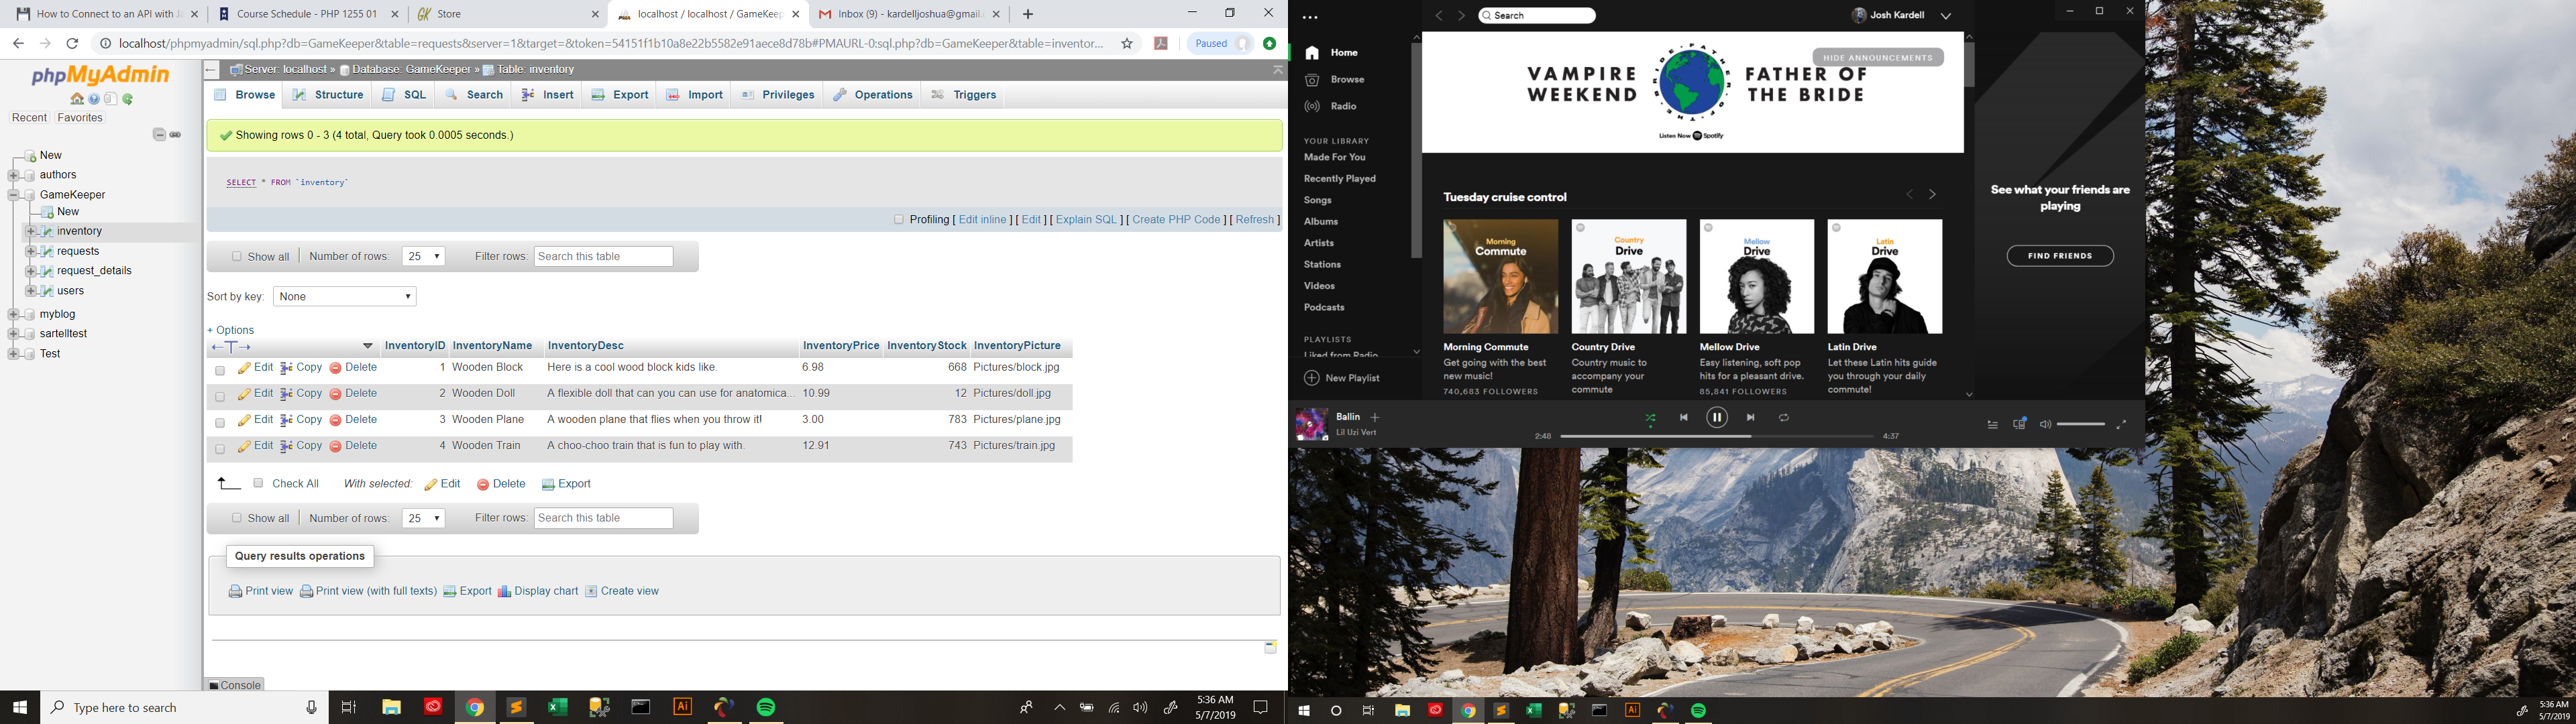 How to Connect to an API with J
Course Schedule - PHP 1255 01
Store
localhost / localhost / GameKeep
Inbox (9) - kardelljoshua@gmail.
localhost/phpmyadmin/sql.php?db=GameKeeper&table=requests&server=1&target=&token=54151f1b10a8e22b5582e91aece8d78b#PMAURL-0:sql.php?db=GameKeeper&table=inventor...
Paused
phpMyAdmin
Recent Favorites
New
authors
GameKeeper
New
inventory
requests
request_details
users
myblog
sartelltest
Test
Server: localhost » Database: GameKeeper » Table: inventory
Browse Structure SQL Search Insert Export Import Privileges Operations Triggers
Showing rows 0 - 3 (4 total, Query took 0.0005 seconds.)
SELECT * FROM `inventory`
Profiling [ Edit inline ] [ Edit ] [ Explain SQL ] [ Create PHP Code ] [ Refresh ]
Show all Number of rows: 25 Filter rows: Search this table
Sort by key: None
+ Options
InventoryID InventoryName InventoryDesc InventoryPrice InventoryStock InventoryPicture
Edit Copy Delete 1 Wooden Block Here is a cool wood block kids like. 6.98 668 Pictures/block.jpg
Edit Copy Delete 2 Wooden Doll A flexible doll that can you can use for anatomica... 10.99 12 Pictures/doll.jpg
Edit Copy Delete 3 Wooden Plane A wooden plane that flies when you throw it! 3.00 783 Pictures/plane.jpg
Edit Copy Delete 4 Wooden Train A choo-choo train that is fun to play with. 12.91 743 Pictures/train.jpg
Check All With selected: Edit Delete Export
Show all Number of rows: 25 Filter rows: Search this table
Query results operations
Print view Print view (with full texts) Export Display chart Create view
Console
Type here to search
5:36 AM
5/7/2019
Search
Josh Kardell
Home
Browse
Radio
YOUR LIBRARY
Made For You
Recently Played
Songs
Albums
Artists
Stations
Videos
Podcasts
PLAYLISTS
Liked from Radio
New Playlist
HIDE ANNOUNCEMENTS
VAMPIRE WEEKEND
FATHER OF THE BRIDE
Listen Now Spotify
Tuesday cruise control
Morning Commute
Country Drive
Mellow Drive
Latin Drive
Morning Commute
Get going with the best new music!
740,683 FOLLOWERS
Country Drive
Country music to accompany your commute
Mellow Drive
Easy listening, soft pop hits for a pleasant drive.
85,841 FOLLOWERS
Latin Drive
Let these Latin hits guide you through your daily commute!
See what your friends are playing
FIND FRIENDS
Ballin
Lil Uzi Vert
2:48
4:37
Ai
5:36 AM
5/7/2019